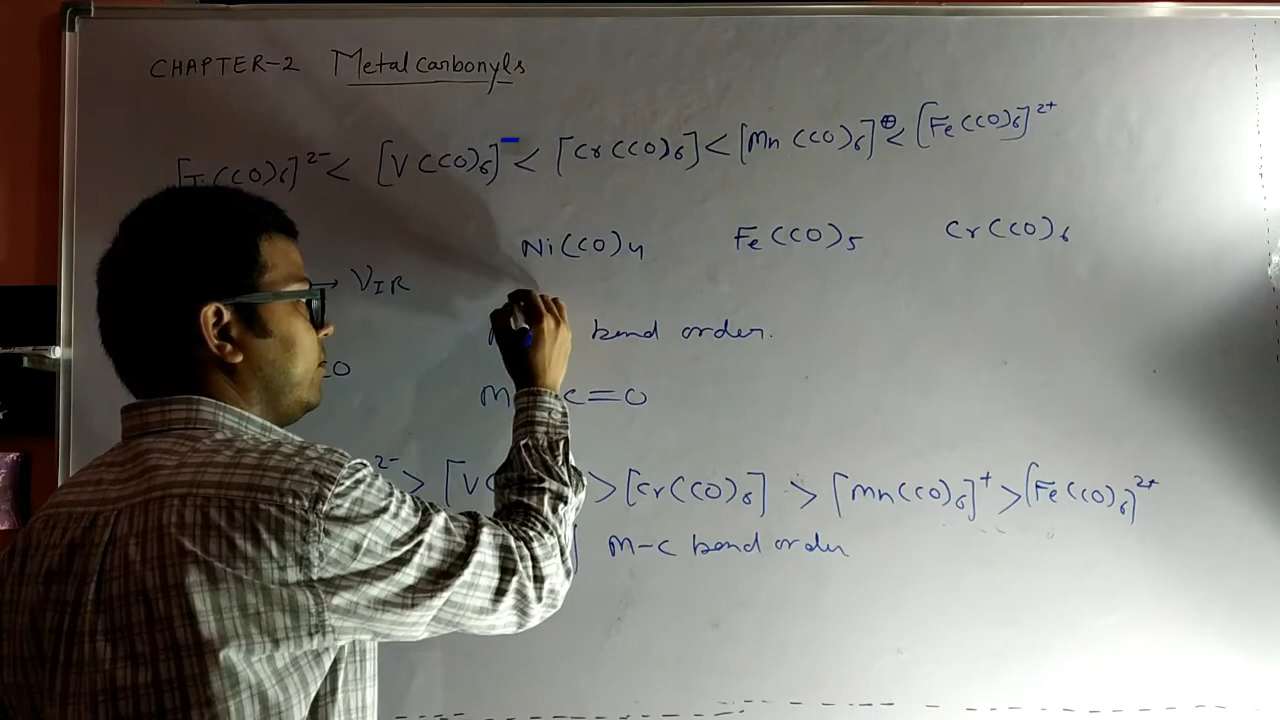 CHAPTER-2 Metal carbonyls
[Ti(CO)6]²⁻ < [V(CO)6]⁻ < [Cr(CO)6] < [Mn(CO)6]⊕ < [Fe(CO)6]²⁺
Ni(CO)4 Fe(CO)5 Cr(CO)6
→ νIR
bond order.
CO
M C=O
²⁻ > [V > [Cr(CO)6] > [Mn(CO)6]⁺ > [Fe(CO)6]²⁺
M-C bond order